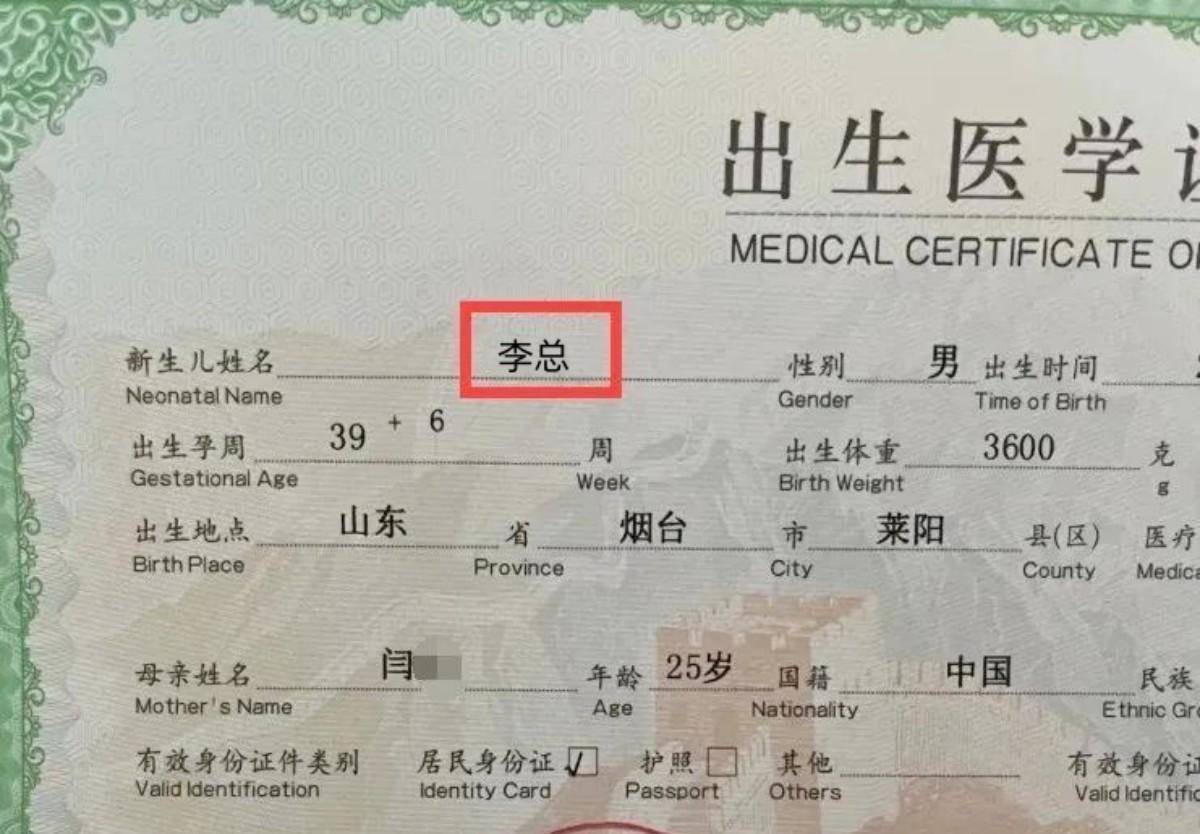 出生医学
MEDICAL CERTIFICATE
新生儿姓名 李总 性别 男 出生时间
Neonatal Name Gender Time of Birth
出生孕周 39 + 6 周 出生体重 3600 克
Gestational Age Week Birth Weight g
出生地点 山东 省 烟台 市 莱阳 县(区) 医疗
Birth Place Province City County
母亲姓名 闫 年龄 25岁 国籍 中国 民族
Mother's Name Age Nationality Ethnic
有效身份证件类别 居民身份证 √ 护照 其他 有效身份证
Valid Identification Identity Card Passport Others Valid